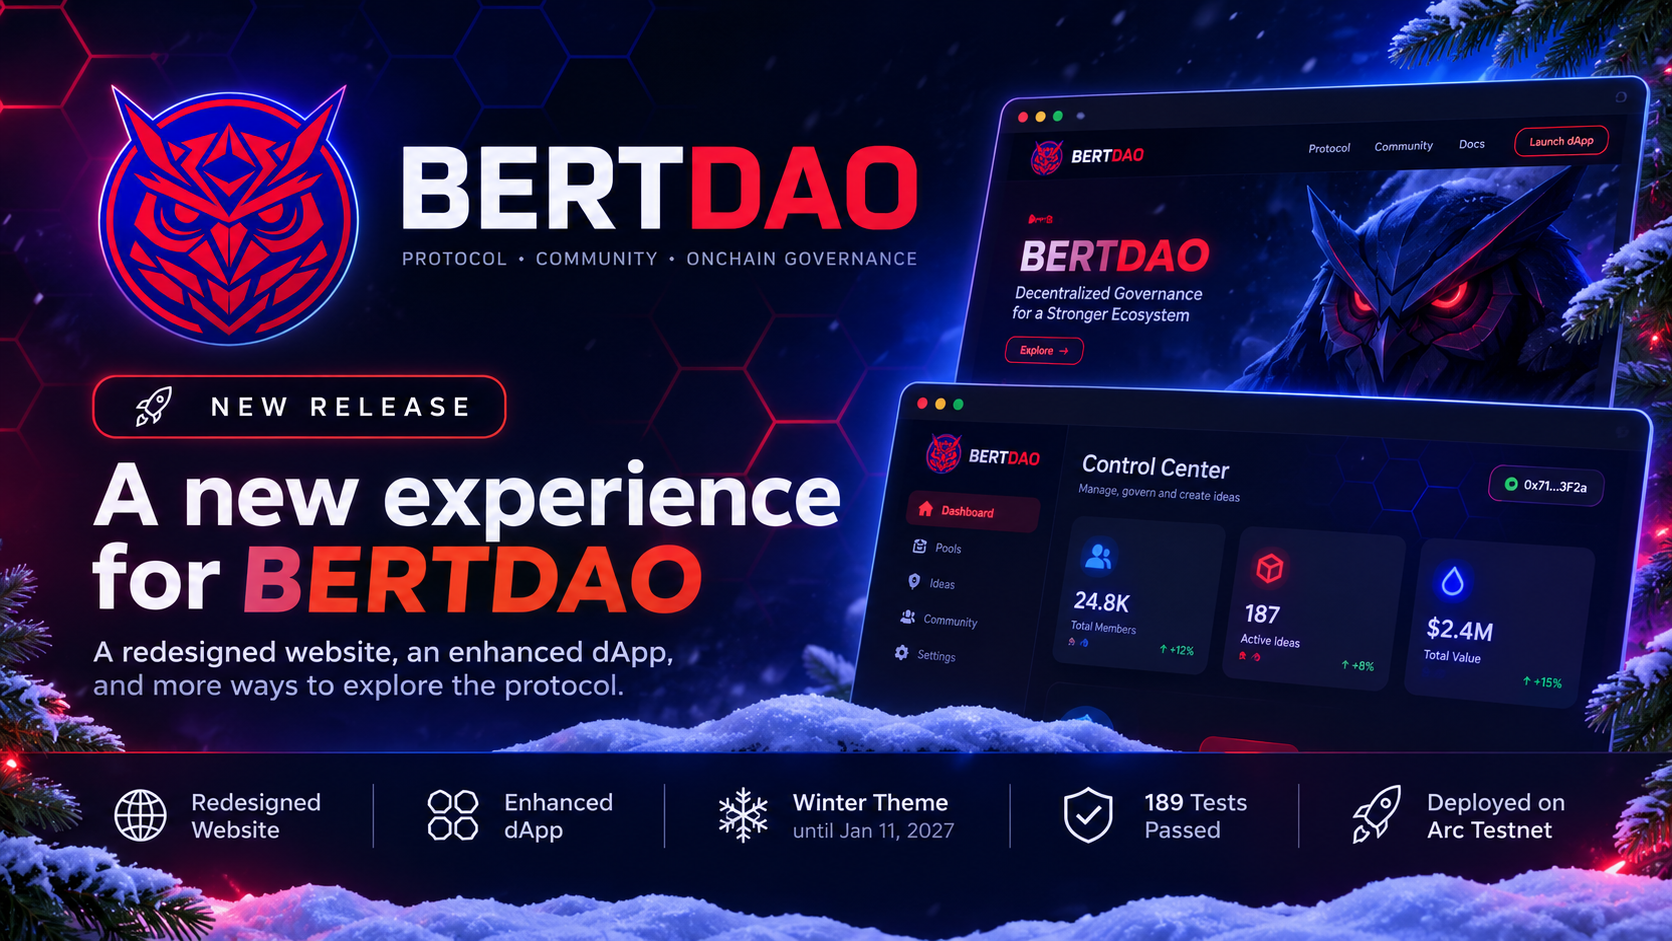 BERTDAO
PROTOCOL • COMMUNITY • ONCHAIN GOVERNANCE
NEW RELEASE
A new experience
for BERTDAO
A redesigned website, an enhanced dApp,
and more ways to explore the protocol.
BERTDAO
Protocol
Community
Docs
Launch dApp
BERTDAO
Decentralized Governance
for a Stronger Ecosystem
Explore →
BERTDAO
Dashboard
Pools
Ideas
Community
Settings
Control Center
Manage, govern and create ideas
0x71...3F2a
24.8K
Total Members
↑ +12%
187
Active Ideas
↑ +8%
$2.4M
Total Value
↑ +15%
Redesigned
Website
Enhanced
dApp
Winter Theme
until Jan 11, 2027
189 Tests
Passed
Deployed on
Arc Testnet